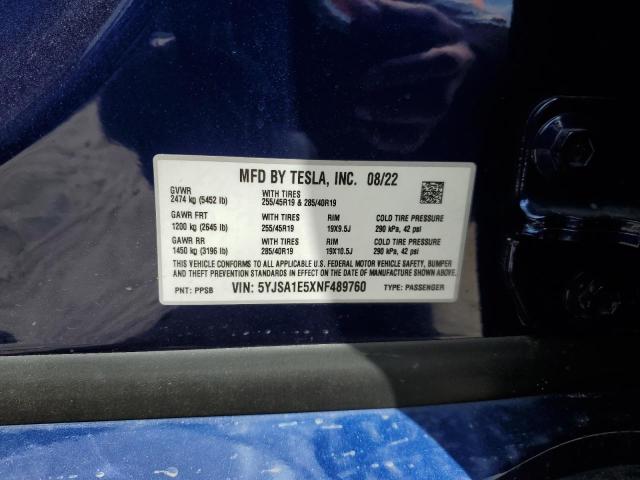 MFD BY TESLA, INC. 08/22
GVWR WITH TIRES
2474 kg (5452 lb) 255/45R19 & 285/40R19
GAWR FRT WITH TIRES RIM COLD TIRE PRESSURE
1200 kg (2645 lb) 255/45R19 19X9.5J 290 kPa, 42 psi
GAWR RR WITH TIRES RIM COLD TIRE PRESSURE
1450 kg (3196 lb) 285/40R19 19X10.5J 290 kPa, 42 psi
THIS VEHICLE CONFORMS TO ALL APPLICABLE U.S. FEDERAL MOTOR VEHICLE SAFETY, BUMPER,
AND THEFT PREVENTION STANDARDS IN EFFECT ON THE DATE OF MANUFACTURE SHOWN ABOVE.
PNT: PPSB VIN: 5YJSA1E5XNF489760 TYPE: PASSENGER